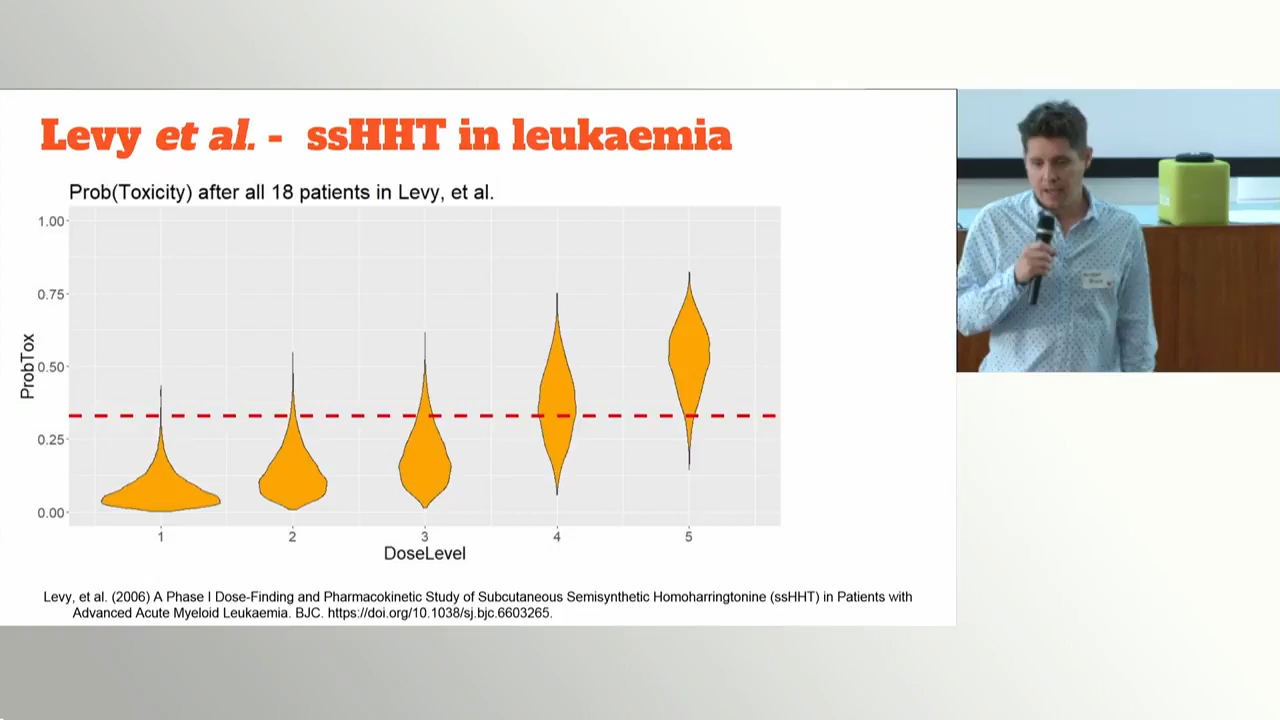 Levy et al. - ssHHT in leukaemia
Prob(Toxicity) after all 18 patients in Levy, et al.
1.00
0.75
0.50
0.25
0.00
ProbTox
1 2 3 4 5
DoseLevel
Levy, et al. (2006) A Phase I Dose-Finding and Pharmacokinetic Study of Subcutaneous Semisynthetic Homoharringtonine (ssHHT) in Patients with
Advanced Acute Myeloid Leukaemia. BJC. https://doi.org/10.1038/sj.bjc.6603265.